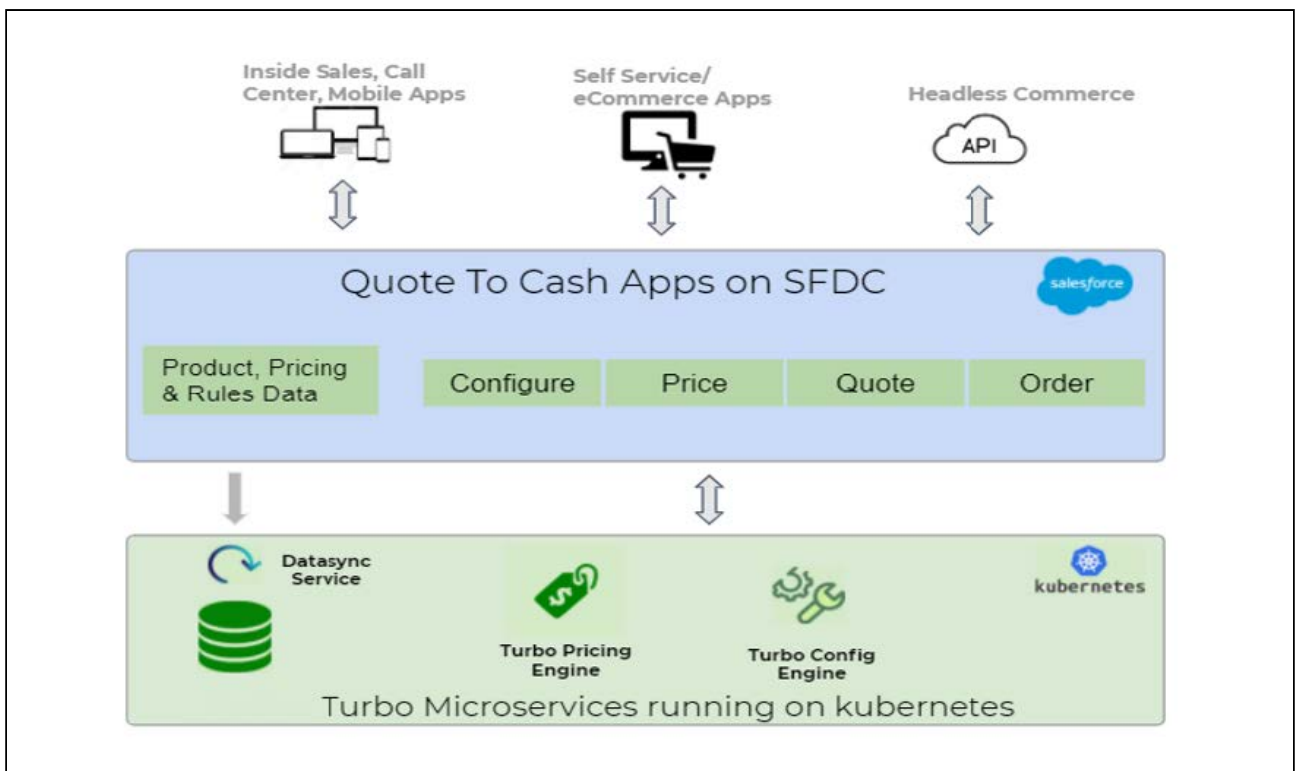 Inside Sales, Call
Center, Mobile Apps
Self Service/
eCommerce Apps
Headless Commerce
API
Quote To Cash Apps on SFDC
salesforce
Product, Pricing
& Rules Data
Configure
Price
Quote
Order
Datasync
Service
kubernetes
Turbo Pricing
Engine
Turbo Config
Engine
Turbo Microservices running on kubernetes